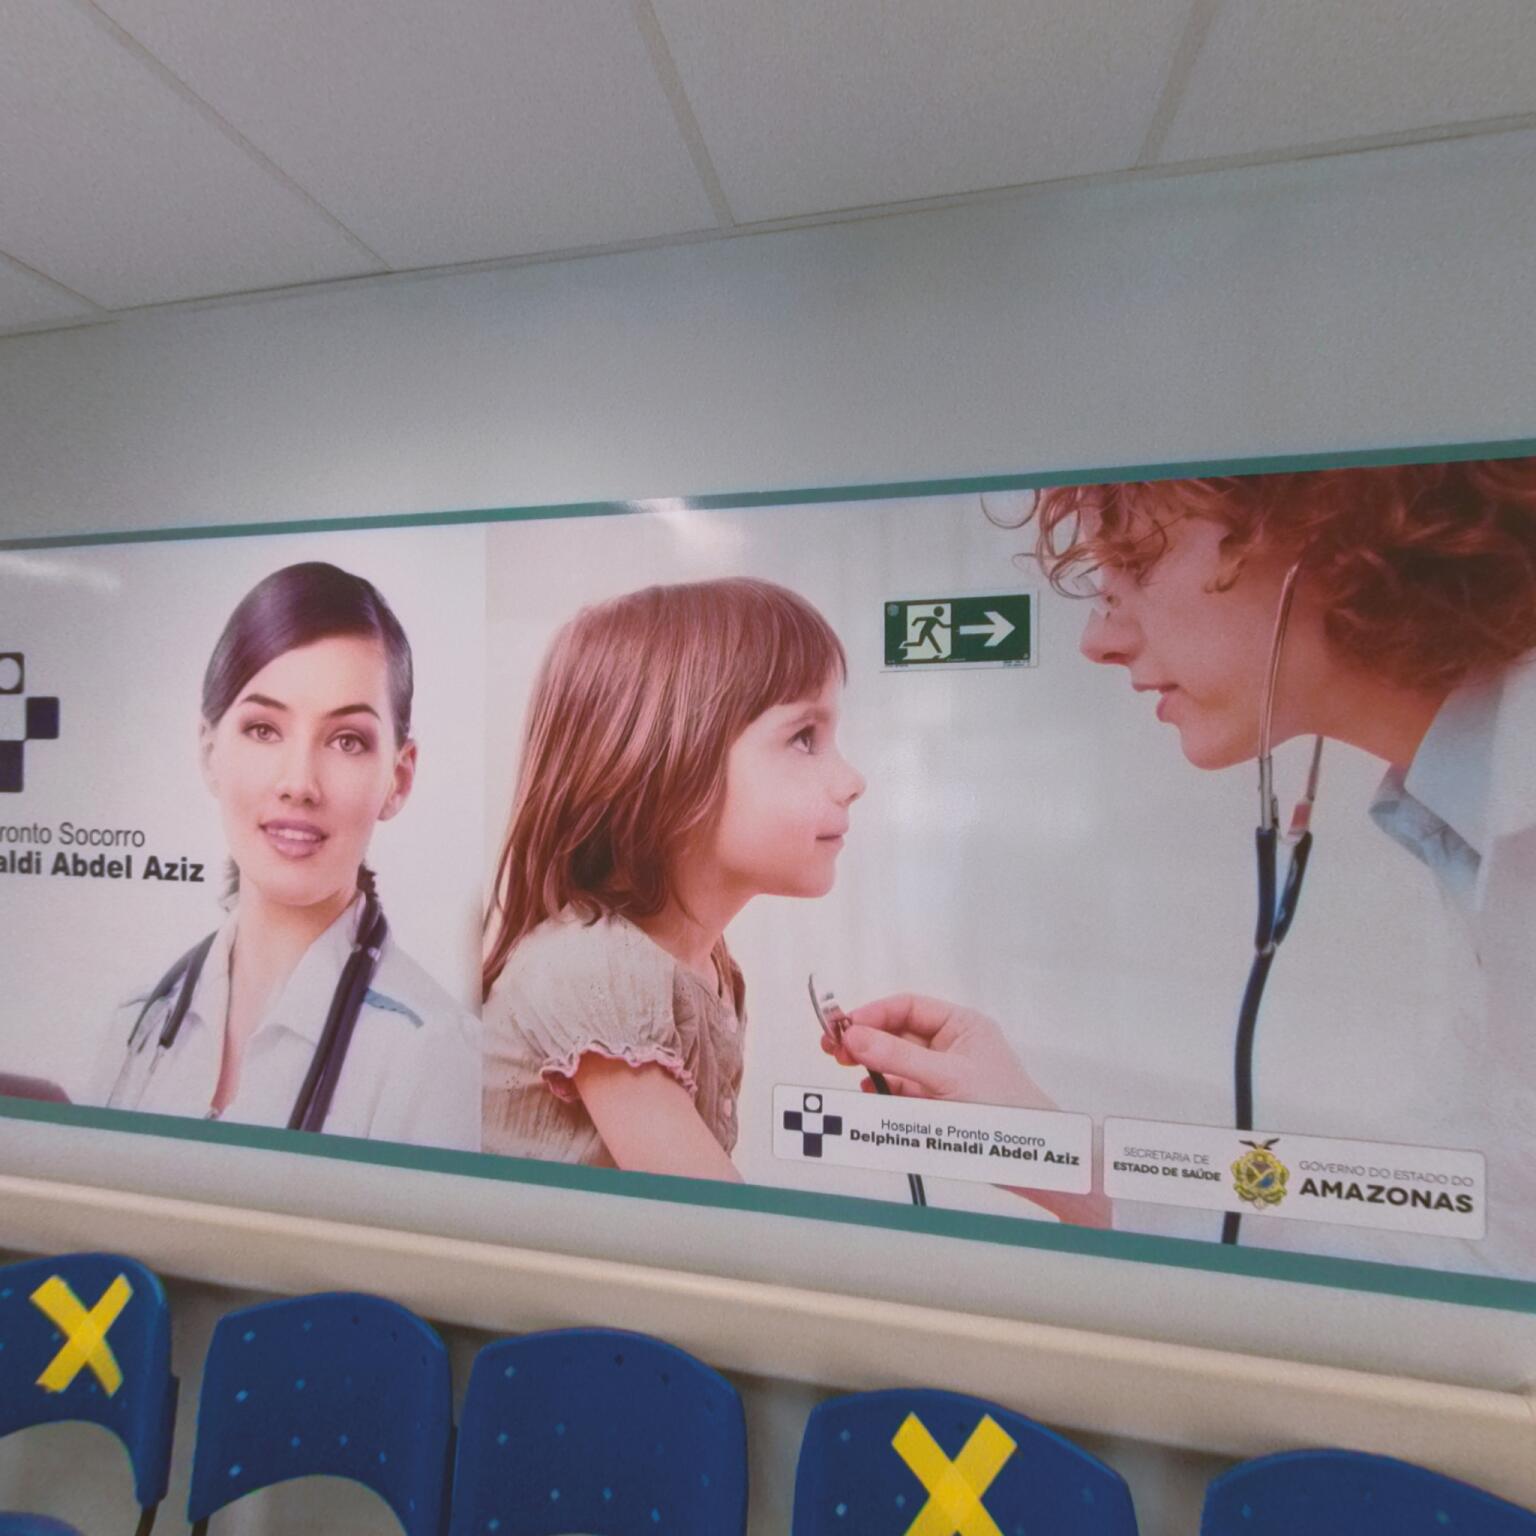 ronto Socorro
aldi Abdel Aziz
Hospital e Pronto Socorro
Delphina Rinaldi Abdel Aziz
SECRETARIA DE
ESTADO DE SAÚDE
GOVERNO DO ESTADO DO
AMAZONAS